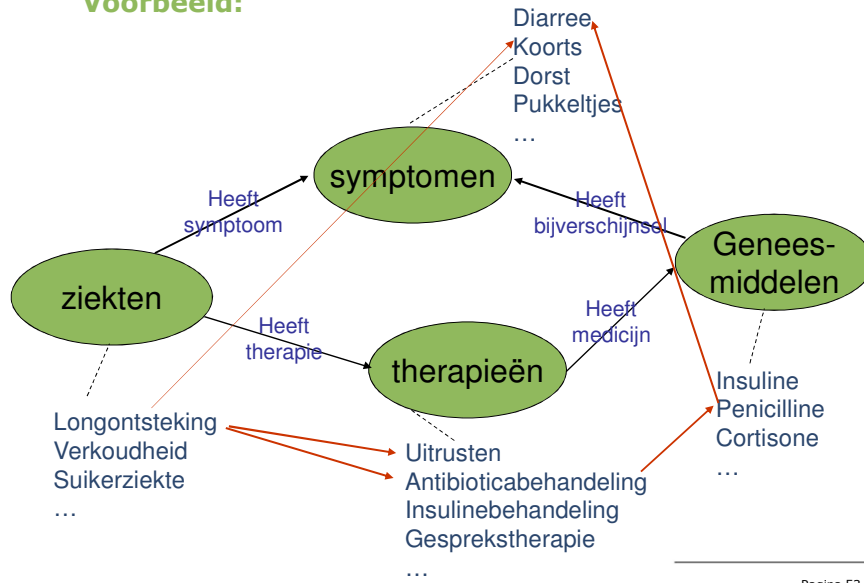 Voorbeeld:
Diarree
Koorts
Dorst
Pukkeltjes
…
symptomen
Heeft
symptoom
Heeft
bijverschijnsel
Genees-
middelen
ziekten
Heeft
therapie
Heeft
medicijn
therapieën
Insuline
Penicilline
Cortisone
…
Longontsteking
Verkoudheid
Suikerziekte
…
Uitrusten
Antibioticabehandeling
Insulinebehandeling
Gesprekstherapie
…
Pagina